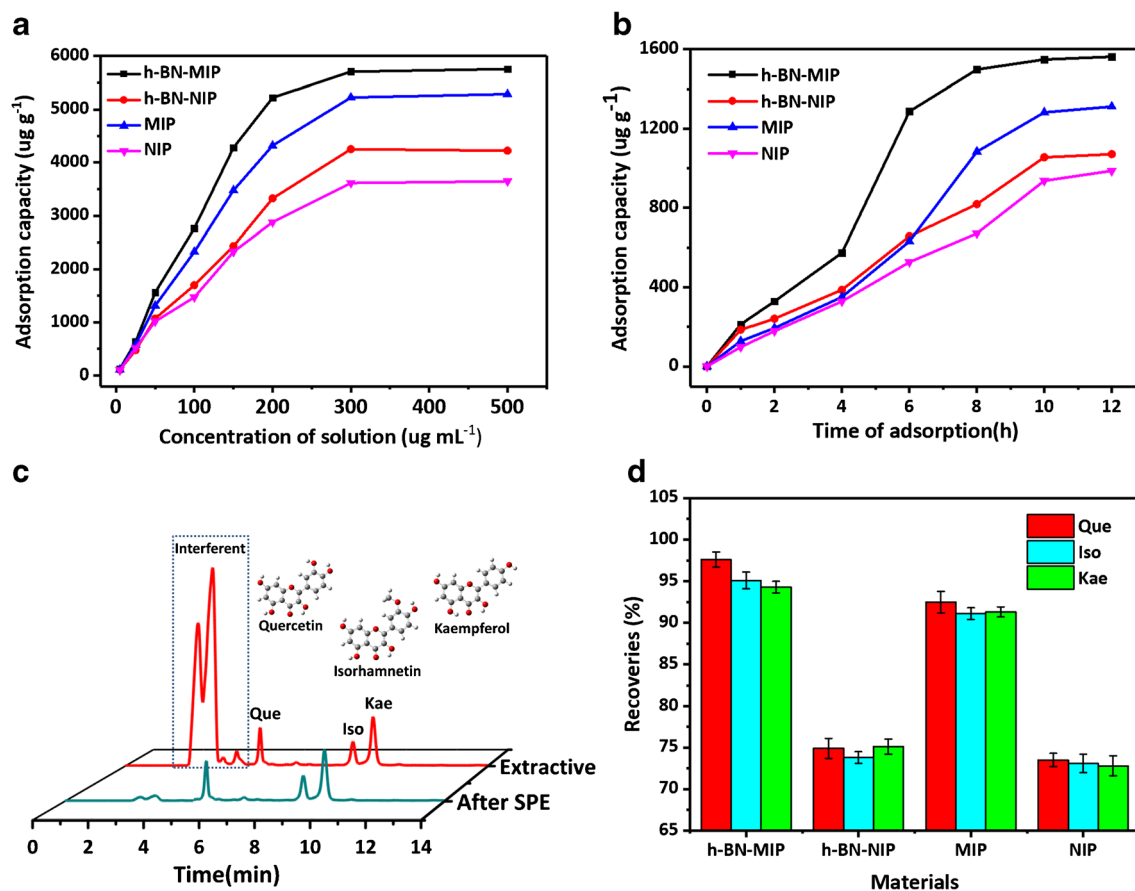 a
6000
5000
4000
3000
2000
1000
0
h-BN-MIP
h-BN-NIP
MIP
NIP
Adsorption capacity (ug g-1)
0 100 200 300 400 500
Concentration of solution (ug mL-1)
b
1600
1200
800
400
0
h-BN-MIP
h-BN-NIP
MIP
NIP
Adsorption capacity (ug g-1)
0 2 4 6 8 10 12
Time of adsorption(h)
c
Interferent
Quercetin
Isorhamnetin
Kaempferol
Que
Iso
Kae
Extractive
After SPE
0 2 4 6 8 10 12 14
Time(min)
d
105
100
95
90
85
80
75
70
65
Que
Iso
Kae
Recoveries (%)
h-BN-MIP h-BN-NIP MIP NIP
Materials